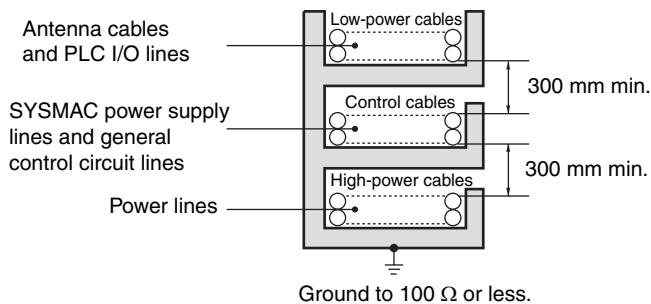 Antenna cables
and PLC I/O lines
Low-power cables
300 mm min.
SYSMAC power supply
lines and general
control circuit lines
Control cables
300 mm min.
High-power cables
Power lines
Ground to 100 Ω or less.